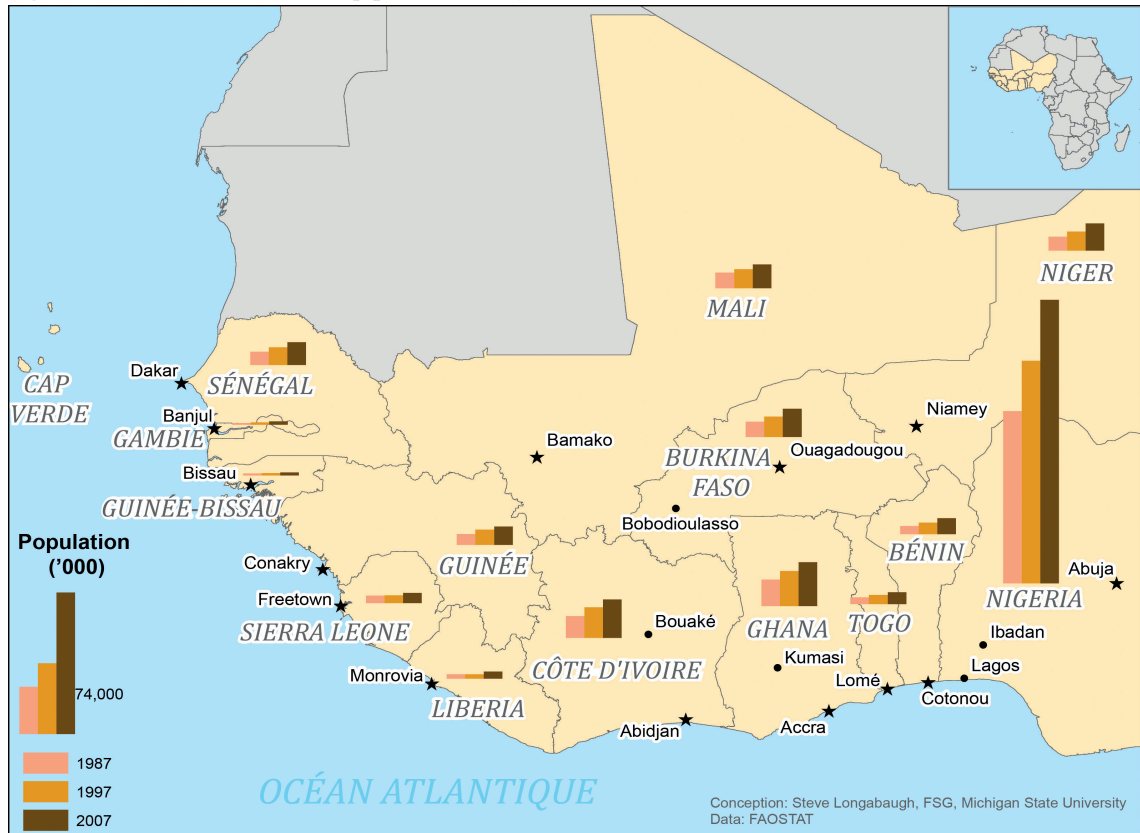 NIGER
MALI
CAP
VERDE
Dakar
SÉNÉGAL
Banjul
GAMBIE
Bissau
GUINÉE-BISSAU
Bamako
Niamey
BURKINA
FASO
Ouagadougou
Bobodioulasso
BÉNIN
Population
('000)
74,000
1987
1997
2007
Conakry
GUINÉE
Freetown
SIERRA LEONE
Monrovia
LIBERIA
CÔTE D'IVOIRE
Bouaké
Abidjan
GHANA
Kumasi
Accra
TOGO
Lomé
Cotonou
NIGERIA
Abuja
Ibadan
Lagos
OCÉAN ATLANTIQUE
Conception: Steve Longabaugh, FSG, Michigan State University
Data: FAOSTAT